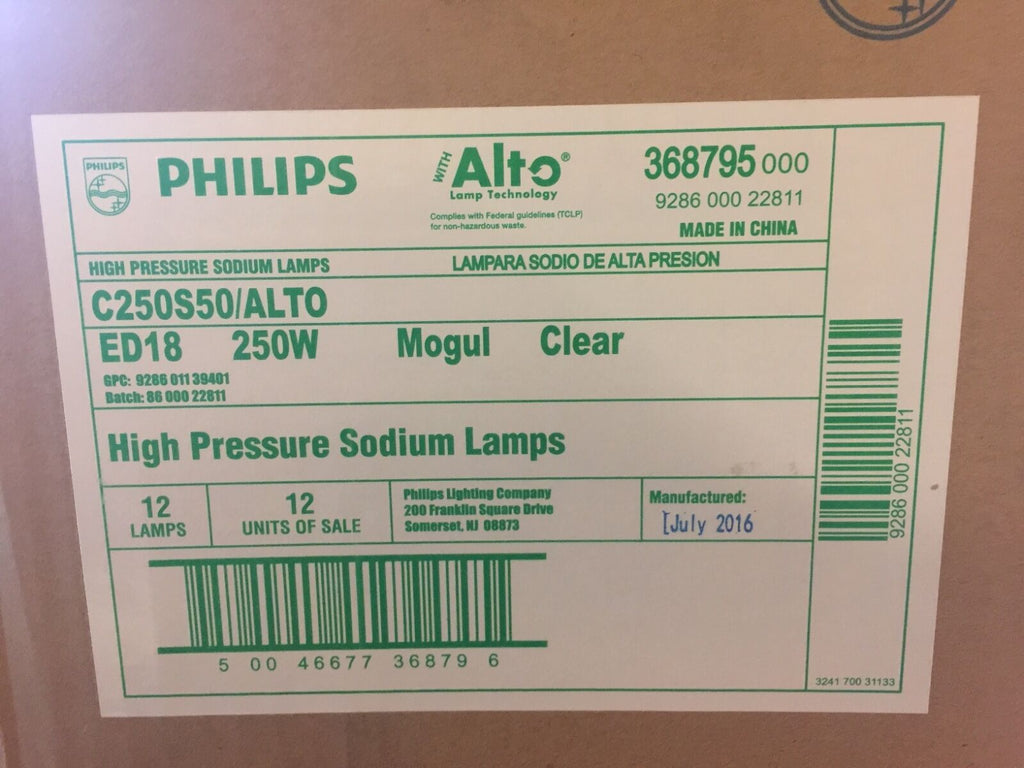 PHILIPS
PHILIPS
WITH Alto®
Lamp Technology
Complies with Federal guidelines (TCLP)
for non-hazardous waste.
368795 000
9286 000 22811
MADE IN CHINA
HIGH PRESSURE SODIUM LAMPS
LAMPARA SODIO DE ALTA PRESION
C250S50/ALTO
ED18 250W Mogul Clear
GPC: 9286 011 39401
Batch: 86 000 22811
High Pressure Sodium Lamps
12
LAMPS
12
UNITS OF SALE
Philips Lighting Company
200 Franklin Square Drive
Somerset, NJ 08873
Manufactured:
[July 2016
9286 000 22811
5 00 46677 36879 6
3241 700 31133